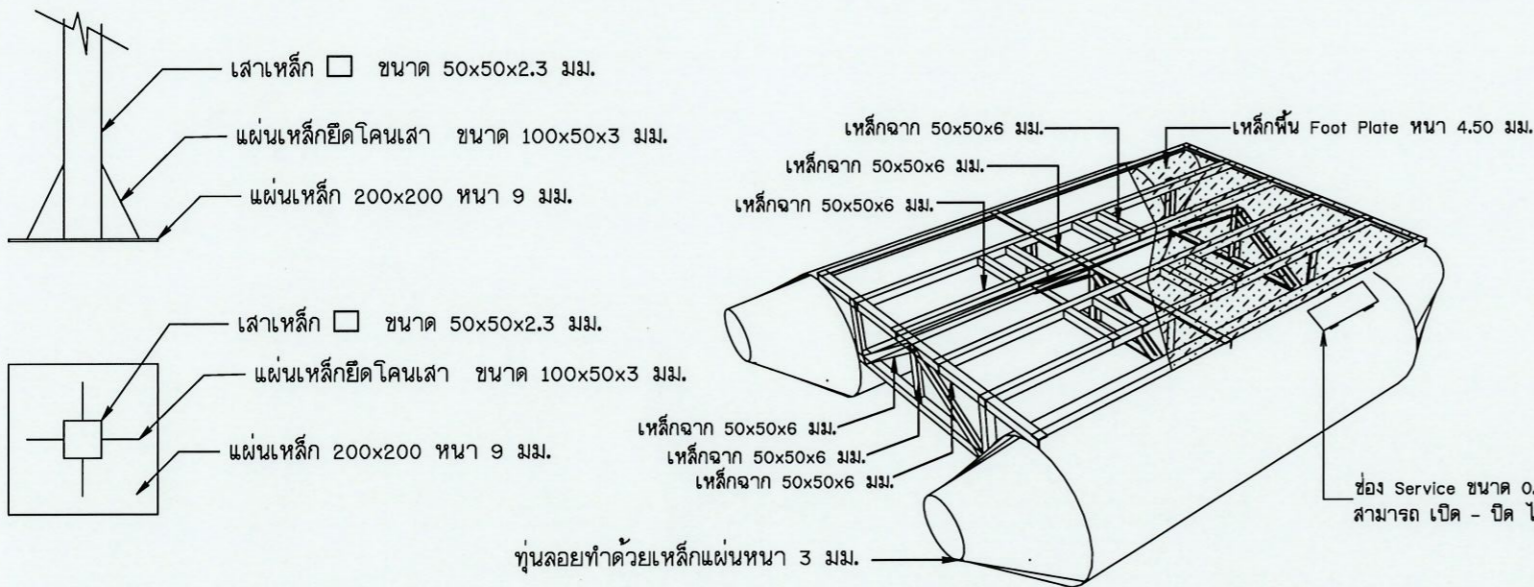 เสาเหล็ก ขนาด 50x50x2.3 มม.
แผ่นเหล็กยึดโคนเสา ขนาด 100x50x3 มม.
แผ่นเหล็ก 200x200 หนา 9 มม.
เสาเหล็ก ขนาด 50x50x2.3 มม.
แผ่นเหล็กยึดโคนเสา ขนาด 100x50x3 มม.
แผ่นเหล็ก 200x200 หนา 9 มม.
เหล็กฉาก 50x50x6 มม.
เหล็กพื้น Foot Plate หนา 4.50 มม.
เหล็กฉาก 50x50x6 มม.
เหล็กฉาก 50x50x6 มม.
เหล็กฉาก 50x50x6 มม.
เหล็กฉาก 50x50x6 มม.
เหล็กฉาก 50x50x6 มม.
ช่อง Service ขนาด 0.
สามารถ เปิด - ปิด
ทุ่นลอยทำด้วยเหล็กแผ่นหนา 3 มม.